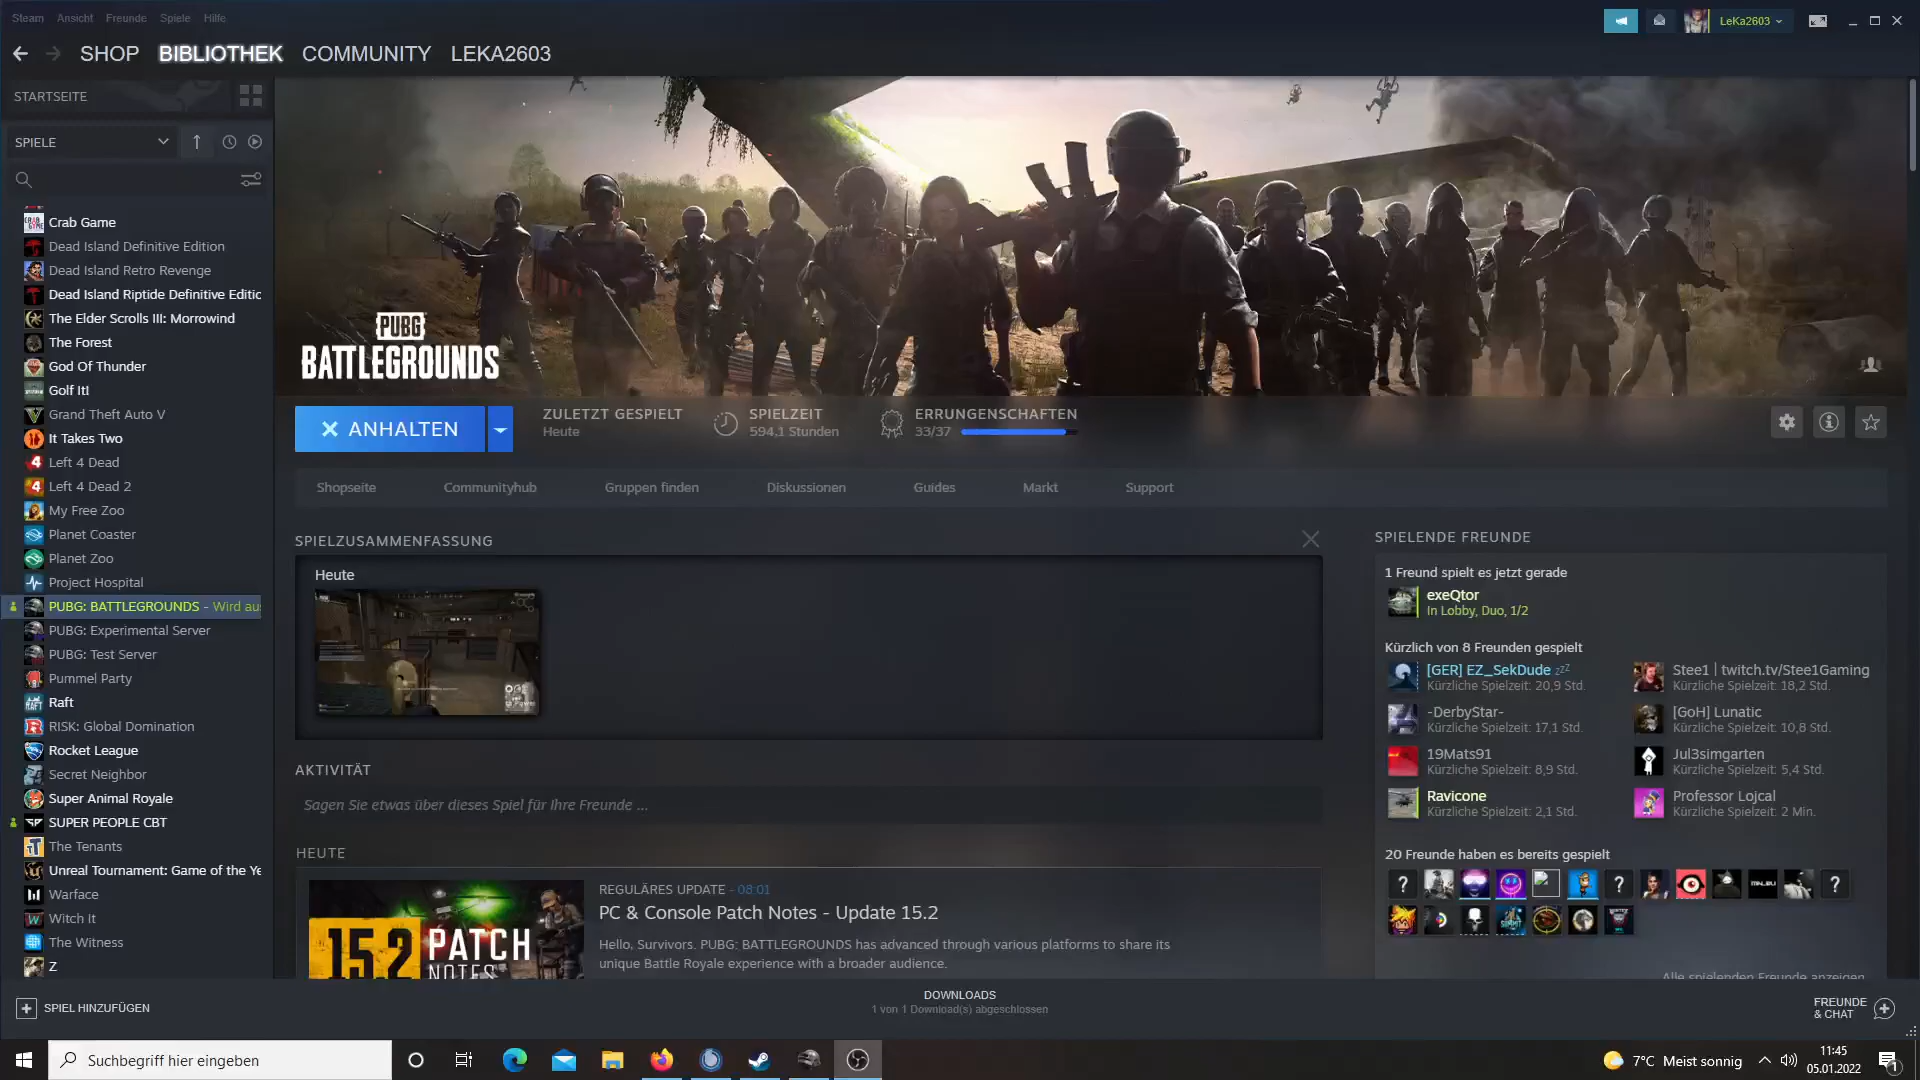 Steam Ansicht Freunde Spiele Hilfe
LeKa2603
SHOP BIBLIOTHEK COMMUNITY LEKA2603
STARTSEITE
SPIELE
Crab Game
Dead Island Definitive Edition
Dead Island Retro Revenge
Dead Island Riptide Definitive Editic
The Elder Scrolls III: Morrowind
The Forest
God Of Thunder
Golf It!
Grand Theft Auto V
It Takes Two
Left 4 Dead
Left 4 Dead 2
My Free Zoo
Planet Coaster
Planet Zoo
Project Hospital
PUBG: BATTLEGROUNDS - Wird au
PUBG: Experimental Server
PUBG: Test Server
Pummel Party
Raft
RISK: Global Domination
Rocket League
Secret Neighbor
Super Animal Royale
SUPER PEOPLE CBT
The Tenants
Unreal Tournament: Game of the Ye
Warface
Witch It
The Witness
Z
SPIEL HINZUFÜGEN
PUBG
BATTLEGROUNDS
ANHALTEN
ZULETZT GESPIELT
Heute
SPIELZEIT
594,1 Stunden
ERRUNGENSCHAFTEN
33/37
Shopseite Communityhub Gruppen finden Diskussionen Guides Markt Support
SPIELZUSAMMENFASSUNG
Heute
AKTIVITÄT
Sagen Sie etwas über dieses Spiel für Ihre Freunde ...
HEUTE
15.2 PATCH
NOTES
REGULÄRES UPDATE - 08:01
PC & Console Patch Notes - Update 15.2
Hello, Survivors. PUBG: BATTLEGROUNDS has advanced through various platforms to share its
unique Battle Royale experience with a broader audience.
SPIELENDE FREUNDE
1 Freund spielt es jetzt gerade
exeQtor
In Lobby, Duo, 1/2
Kürzlich von 8 Freunden gespielt
[GER] EZ_SekDude zzZ
Kürzliche Spielzeit: 20,9 Std.
Stee1 | twitch.tv/Stee1Gaming
Kürzliche Spielzeit: 18,2 Std.
-DerbyStar-
Kürzliche Spielzeit: 17,1 Std.
[GoH] Lunatic
Kürzliche Spielzeit: 10,8 Std.
19Mats91
Kürzliche Spielzeit: 8,9 Std.
Jul3simgarten
Kürzliche Spielzeit: 5,4 Std.
Ravicone
Kürzliche Spielzeit: 2,1 Std.
Professor Lojcal
Kürzliche Spielzeit: 2 Min.
20 Freunde haben es bereits gespielt
Alle spielenden Freunde anzeigen
DOWNLOADS
1 von 1 Download(s) abgeschlossen
FREUNDE
& CHAT
Suchbegriff hier eingeben
7°C Meist sonnig
11:45
05.01.2022
1